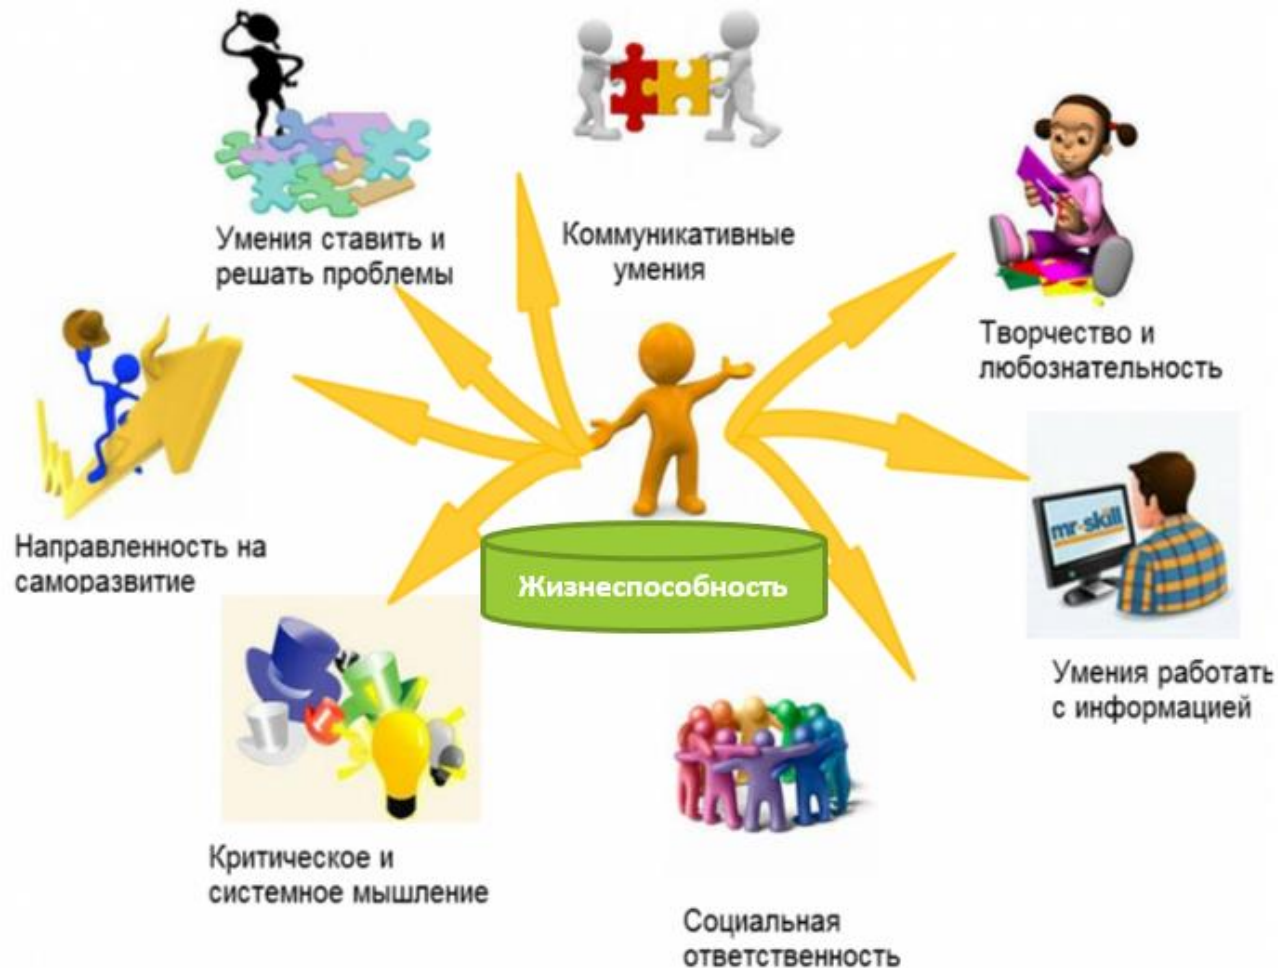 Умения ставить и
решать проблемы
Коммуникативные
умения
Творчество и
любознательность
Направленность на
саморазвитие
mr-skill
Жизнеспособность
Умения работать
с информацией
Критическое и
системное мышление
Социальная
ответственность